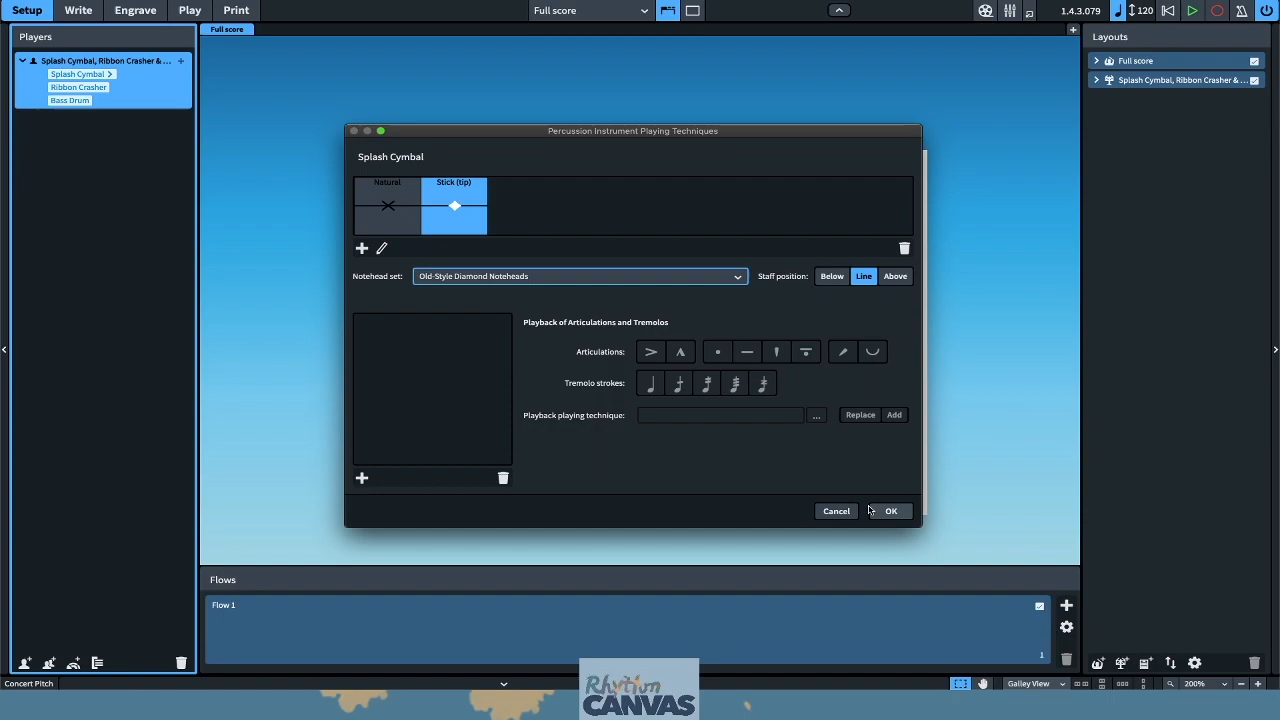 Setup Write Engrave Play Print Full score 1.4.3.079 120
Players
Splash Cymbal, Ribbon Crasher & ...
Splash Cymbal
Ribbon Crasher
Bass Drum
Full score
Layouts
Full score
Splash Cymbal, Ribbon Crasher & ...
Percussion Instrument Playing Techniques
Splash Cymbal
Natural Stick (tip)
Notehead set: Old-Style Diamond Noteheads Staff position: Below Line Above
Playback of Articulations and Tremolos
Articulations:
Tremolo strokes:
Playback playing technique: ... Replace Add
Cancel OK
Flows
Flow 1
1
Concert Pitch Galley View 200%
Rhythm
CANVAS